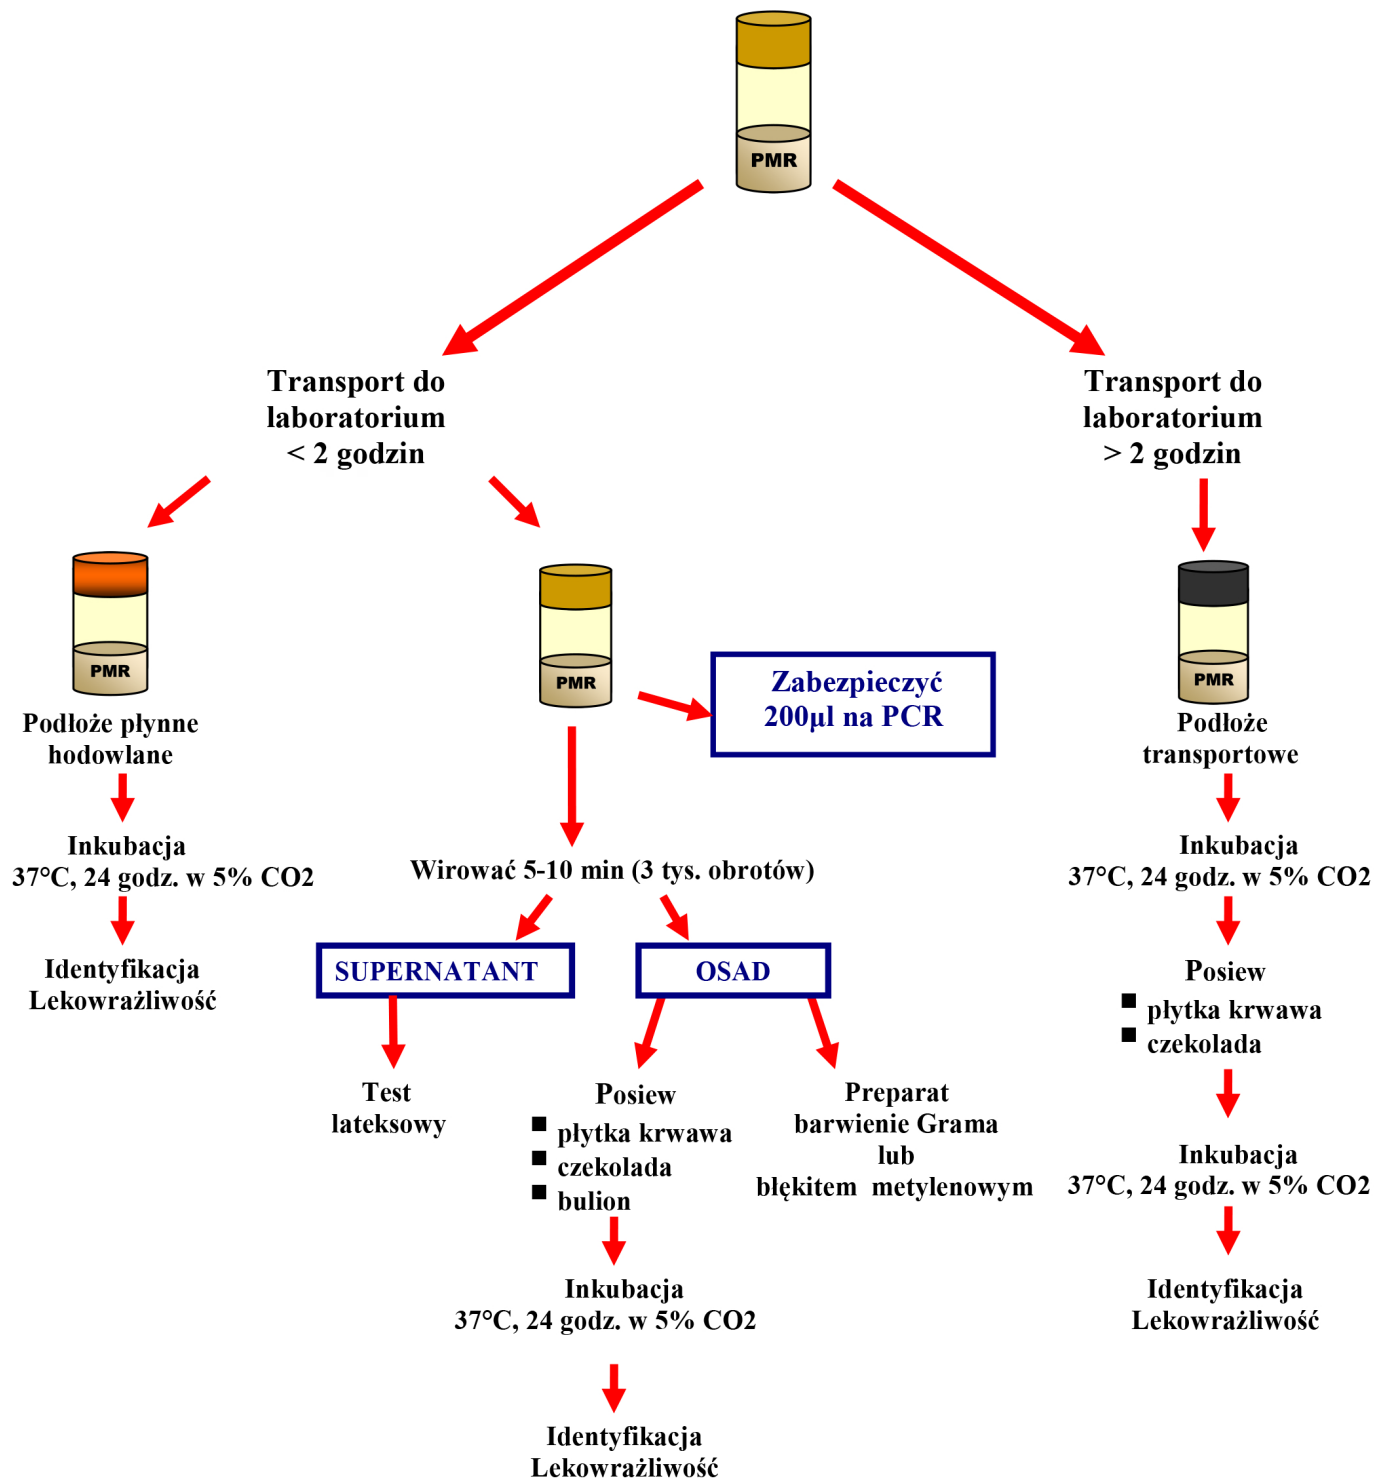 PMR
Transport do
laboratorium
< 2 godzin
Transport do
laboratorium
> 2 godzin
PMR
Podłoże płynne
hodowlane
Inkubacja
37°C, 24 godz. w 5% CO2
Identyfikacja
Lekowrażliwość
PMR
Zabezpieczyć
200μl na PCR
Wirować 5-10 min (3 tys. obrotów)
SUPERNATANT
OSAD
Test
lateksowy
Posiew
■ płytka krwawa
■ czekolada
■ bulion
Inkubacja
37°C, 24 godz. w 5% CO2
Identyfikacja
Lekowrażliwość
Preparat
barwienie Grama
lub
błękitem metylenowym
PMR
Podłoże
transportowe
Inkubacja
37°C, 24 godz. w 5% CO2
Posiew
■ płytka krwawa
■ czekolada
Inkubacja
37°C, 24 godz. w 5% CO2
Identyfikacja
Lekowrażliwość